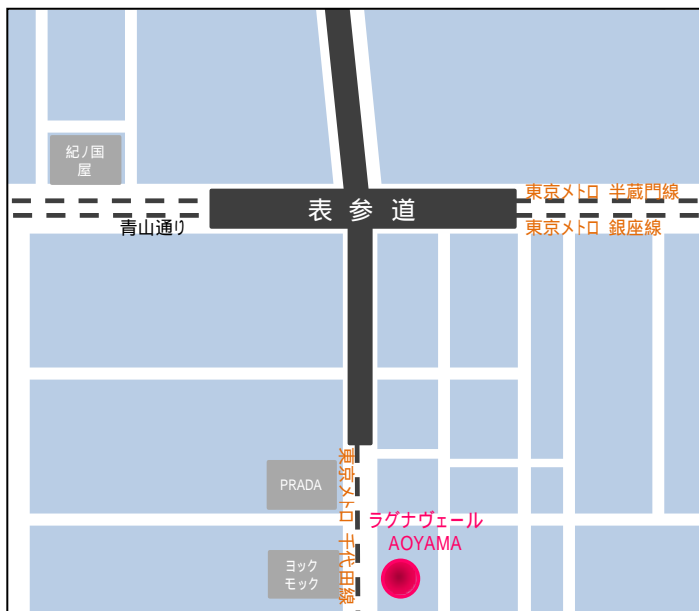 紀ノ国
屋
東京メトロ 半蔵門線
表 参 道
青山通り
東京メトロ 銀座線
東京メトロ 千代田線
PRADA
ラグナヴェール
AOYAMA
ヨック
モック